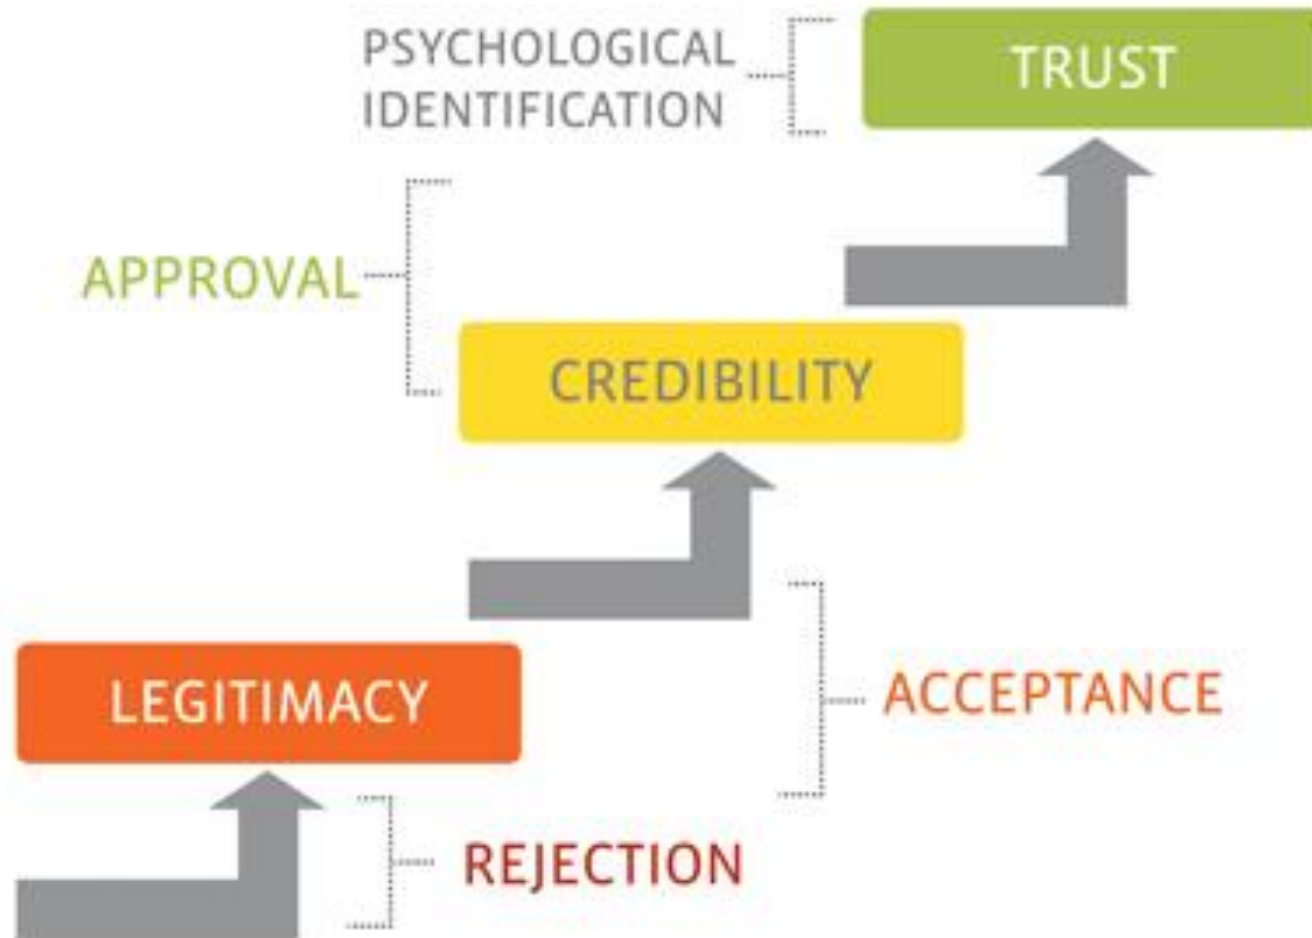 PSYCHOLOGICAL
IDENTIFICATION
TRUST
APPROVAL
CREDIBILITY
LEGITIMACY
ACCEPTANCE
REJECTION